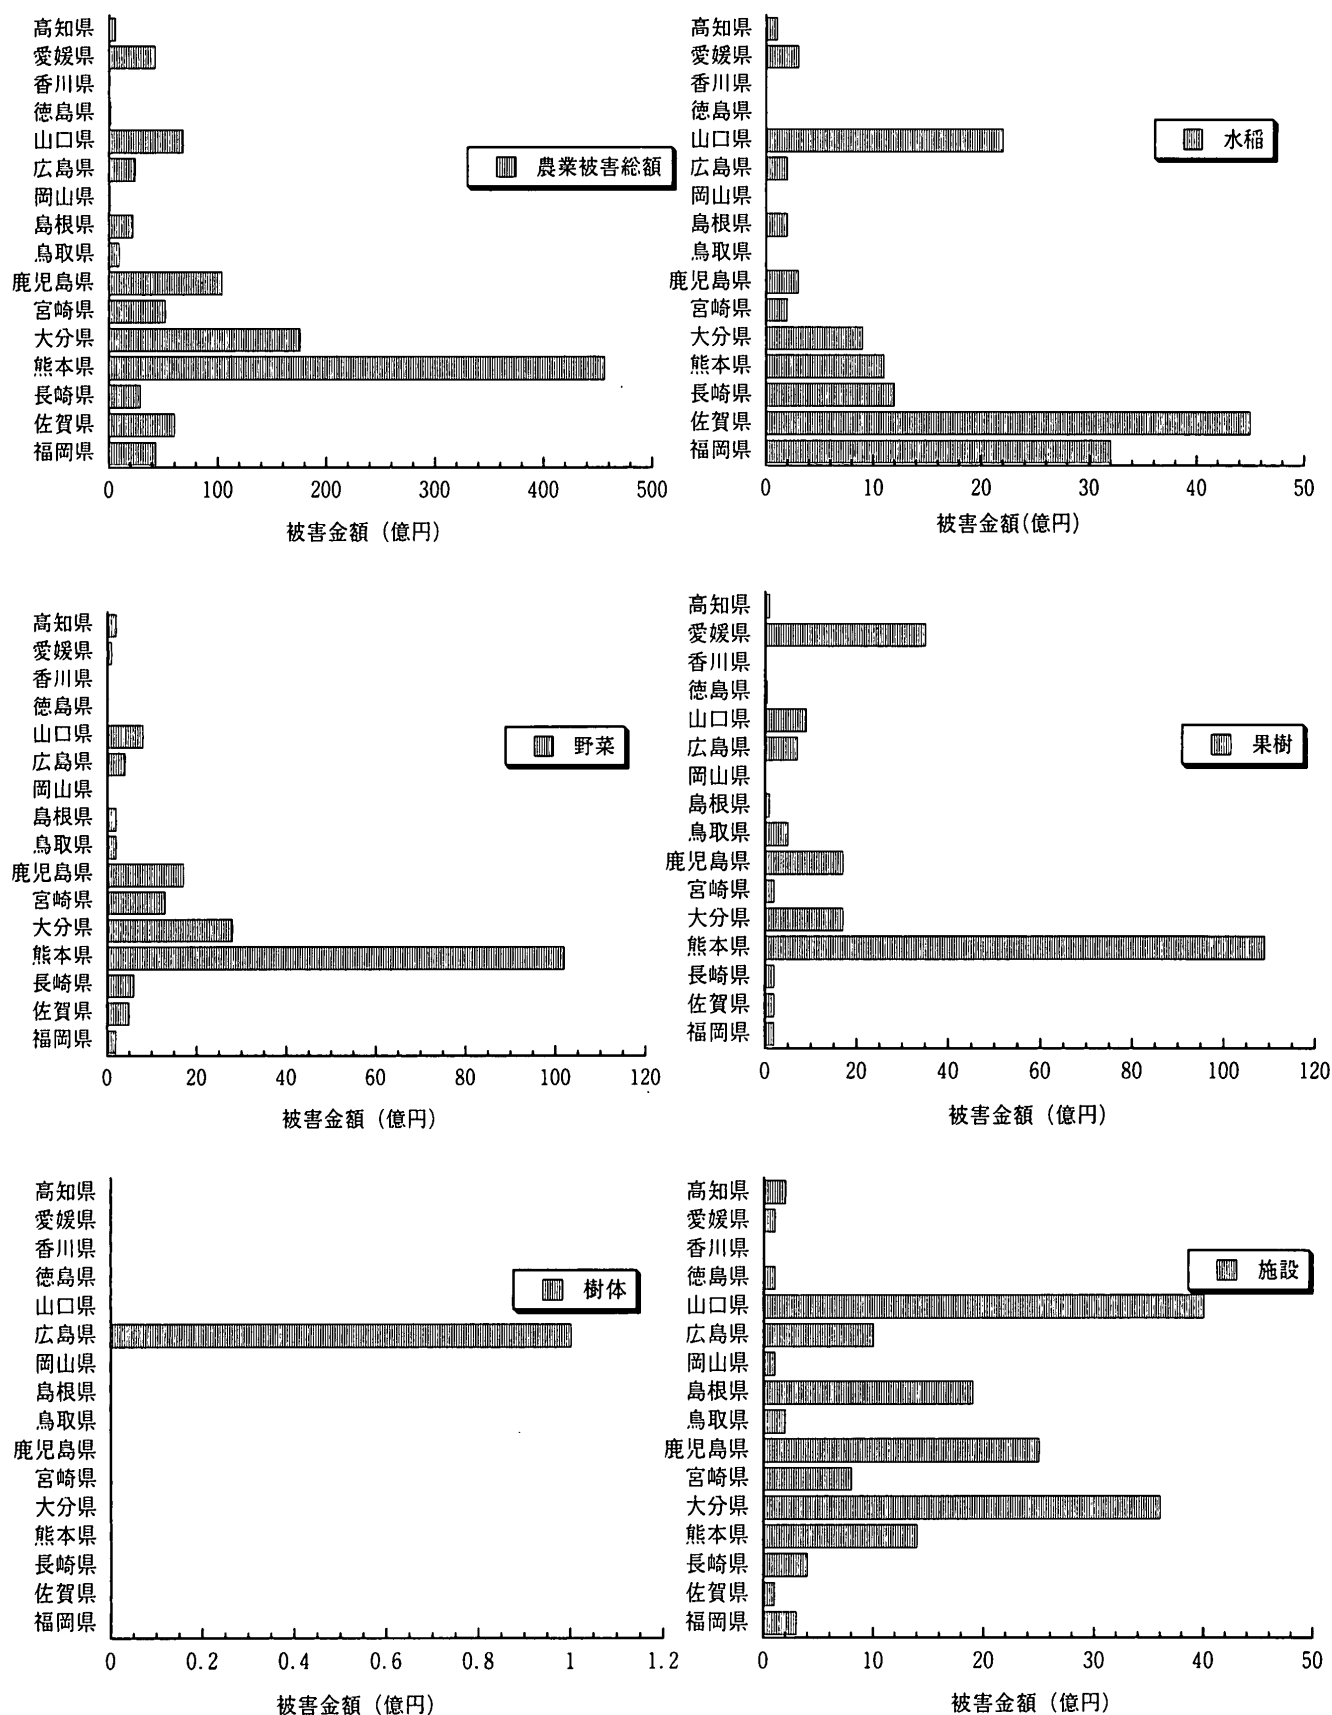 高知県
愛媛県
香川県
徳島県
山口県
広島県
岡山県
島根県
鳥取県
鹿児島県
宮崎県
大分県
熊本県
長崎県
佐賀県
福岡県
農業被害総額
0 100 200 300 400 500
被害金額 (億円)
高知県
愛媛県
香川県
徳島県
山口県
広島県
岡山県
島根県
鳥取県
鹿児島県
宮崎県
大分県
熊本県
長崎県
佐賀県
福岡県
水稲
0 10 20 30 40 50
被害金額(億円)
高知県
愛媛県
香川県
徳島県
山口県
広島県
岡山県
島根県
鳥取県
鹿児島県
宮崎県
大分県
熊本県
長崎県
佐賀県
福岡県
野菜
0 20 40 60 80 100 120
被害金額 (億円)
高知県
愛媛県
香川県
徳島県
山口県
広島県
岡山県
島根県
鳥取県
鹿児島県
宮崎県
大分県
熊本県
長崎県
佐賀県
福岡県
果樹
0 20 40 60 80 100 120
被害金額 (億円)
高知県
愛媛県
香川県
徳島県
山口県
広島県
岡山県
島根県
鳥取県
鹿児島県
宮崎県
大分県
熊本県
長崎県
佐賀県
福岡県
樹体
0 0.2 0.4 0.6 0.8 1 1.2
被害金額 (億円)
高知県
愛媛県
香川県
徳島県
山口県
広島県
岡山県
島根県
鳥取県
鹿児島県
宮崎県
大分県
熊本県
長崎県
佐賀県
福岡県
施設
0 10 20 30 40 50
被害金額 (億円)